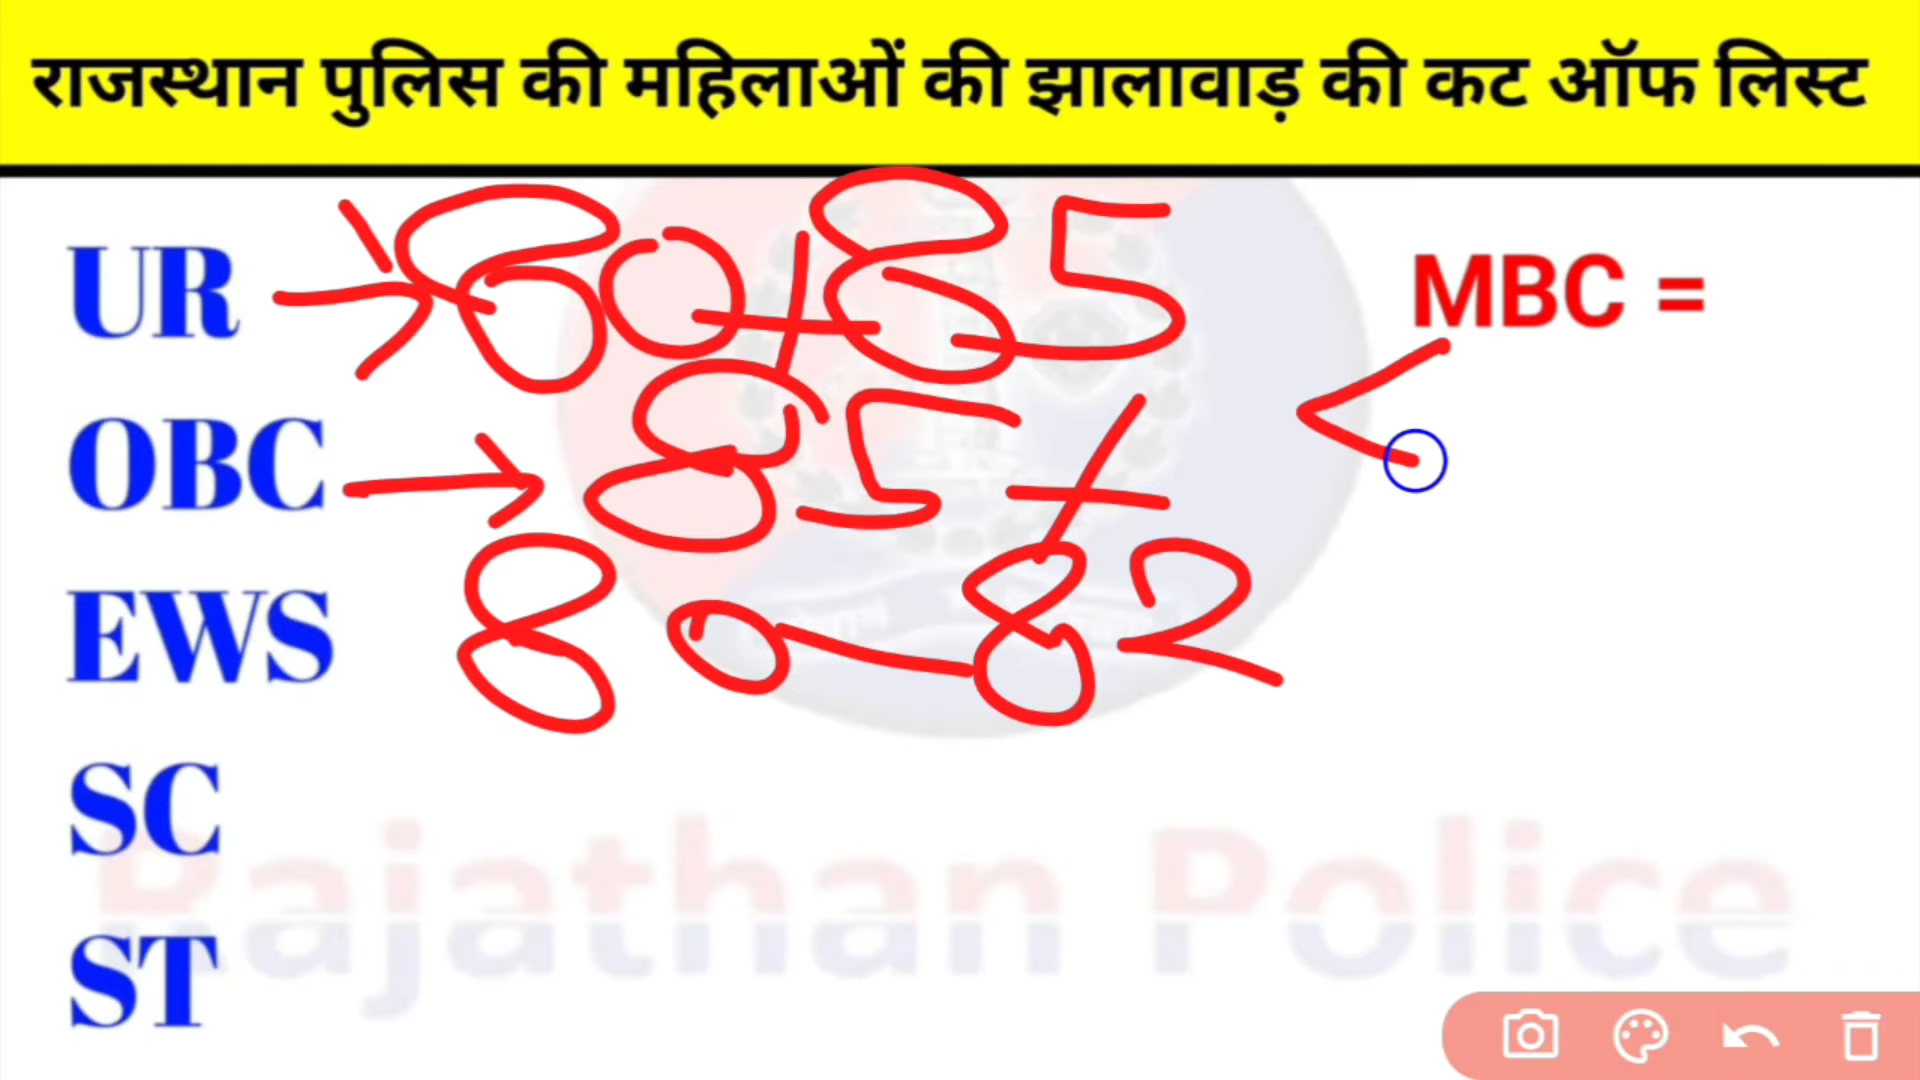 राजस्थान पुलिस की महिलाओं की झालावाड़ की कट ऑफ लिस्ट
UR → 80+85
MBC =
OBC → 85+
EWS 80-82
SC
ST
Rajathan Police